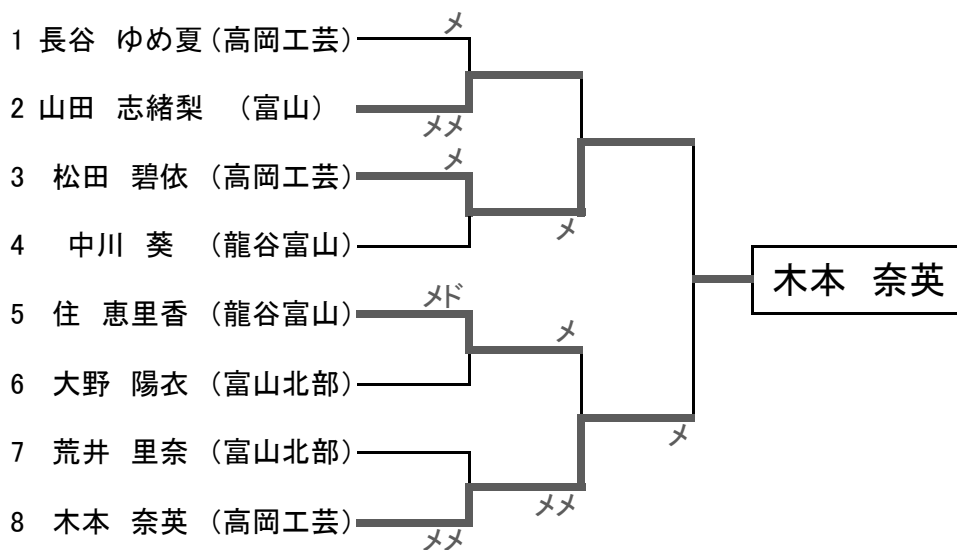 メ
1 長谷 ゆめ夏(高岡工芸)
2 山田 志緒梨 (富山)
メメ
メ
3 松田 碧依 (高岡工芸)
メ
4 中川 葵 (龍谷富山)
木本 奈英
メド
5 住 恵里香 (龍谷富山)
メ
6 大野 陽衣 (富山北部)
メ
7 荒井 里奈 (富山北部)
メメ
8 木本 奈英 (高岡工芸)
メメ